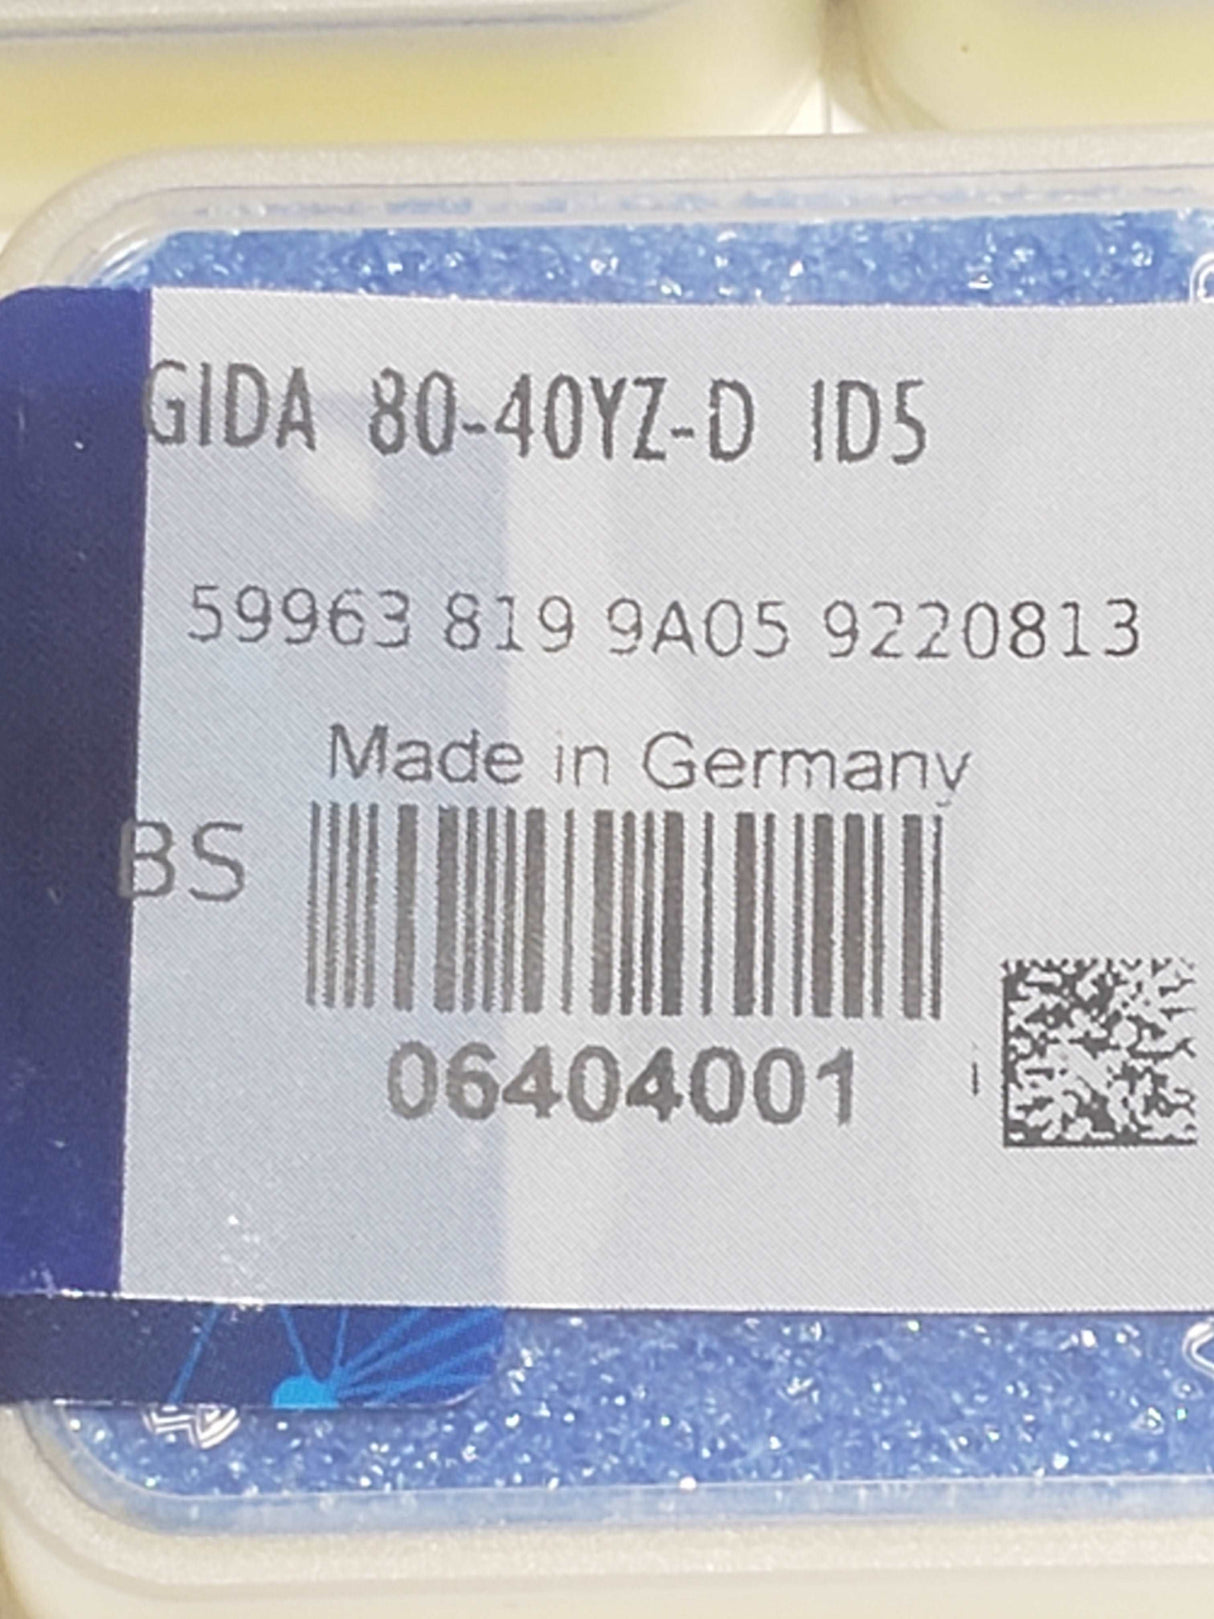 GIDA 80-40YZ-D ID5
59963 819 9A05 9220813
Made in Germany
BS
06404001